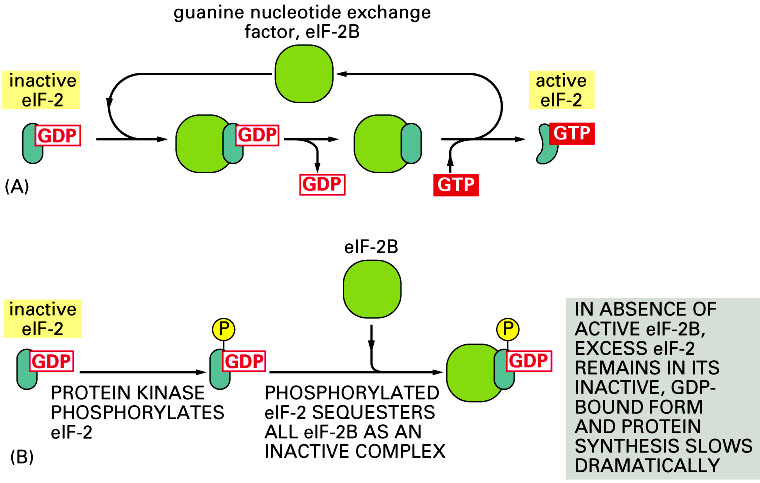 guanine nucleotide exchange
factor, eIF-2B
inactive
eIF-2
active
eIF-2
GDP
GDP
GTP
GDP
GTP
(A)
eIF-2B
inactive
eIF-2
P
P
GDP
GDP
GDP
PROTEIN KINASE
PHOSPHORYLATES
eIF-2
PHOSPHORYLATED
eIF-2 SEQUESTERS
ALL eIF-2B AS AN
INACTIVE COMPLEX
IN ABSENCE OF
ACTIVE eIF-2B,
EXCESS eIF-2
REMAINS IN ITS
INACTIVE, GDP-
BOUND FORM
AND PROTEIN
SYNTHESIS SLOWS
DRAMATICALLY
(B)